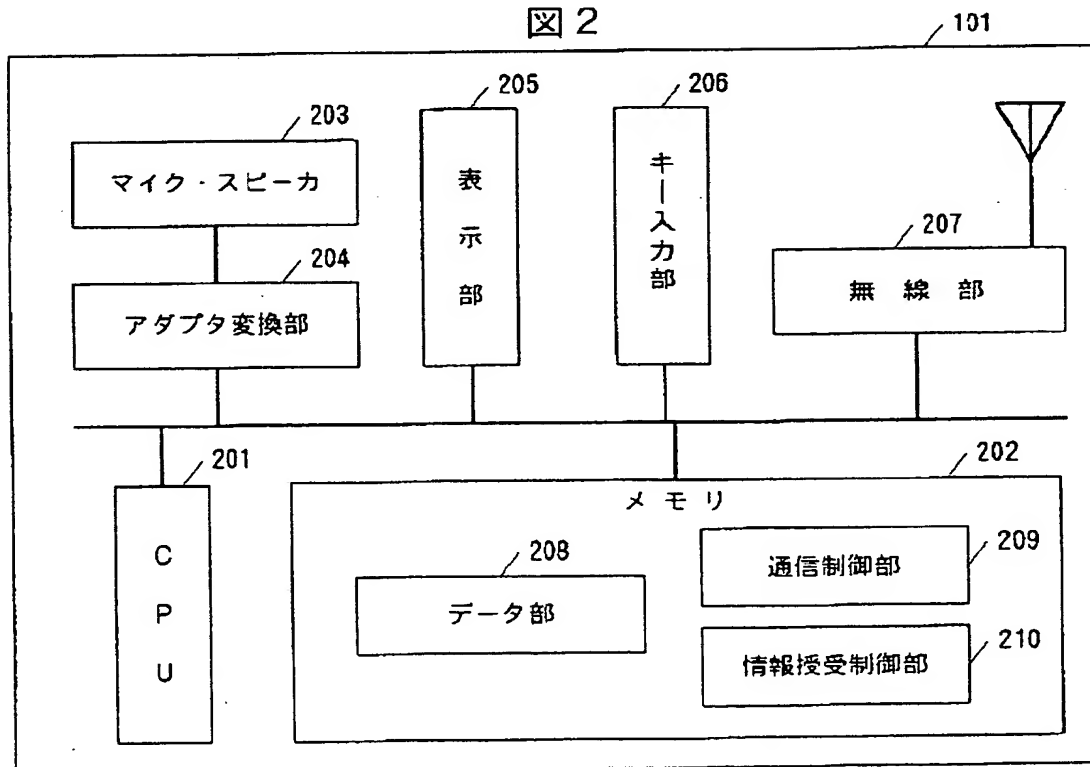 図2
101
203
マイク・スピーカ
204
アダプタ変換部
205
表示部
206
キー入力部
207
無線部
201
CPU
202
メモリ
208
データ部
209
通信制御部
210
情報授受制御部